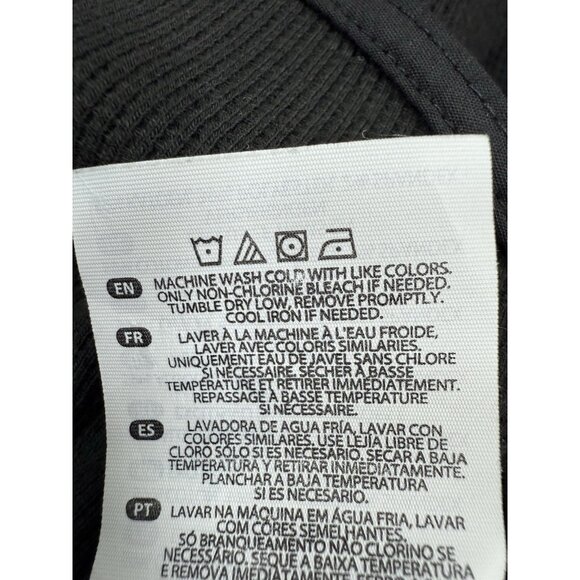 EN MACHINE WASH COLD WITH LIKE COLORS.
ONLY NON-CHLORINE BLEACH IF NEEDED.
TUMBLE DRY LOW, REMOVE PROMPTLY.
COOL IRON IF NEEDED.
FR LAVER À LA MACHINE À L'EAU FROIDE,
LAVER AVEC COLORIS SIMILARIES.
UNIQUEMENT EAU DE JAVEL SANS CHLORE
SI NÉCESSAIRE. SÉCHER À BASSE
TEMPÉRATURE ET RETIRER IMMÉDIATEMENT.
REPASSAGE À BASSE TEMPÉRATURE
SI NÉCESSAIRE.
ES LAVADORA DE AGUA FRÍA, LAVAR CON
COLORES SIMILARES. USE LEJÍA LIBRE DE
CLORO SÓLO SI ES NECESARIO. SECAR A BAJA
TEMPERATURA Y RETIRAR INMEDIATAMENTE.
PLANCHAR A BAJA TEMPERATURA
SI ES NECESARIO.
PT LAVAR NA MÁQUINA EM ÁGUA FRIA, LAVAR
COM CÔRES SEMELHANTES.
SÓ BRANQUEAMENTO NÃO CLORINO SE
NECESSÁRIO. SEQUE A BAIXA TEMPERATURA
E REMOVA IMEDIATAMENTE.